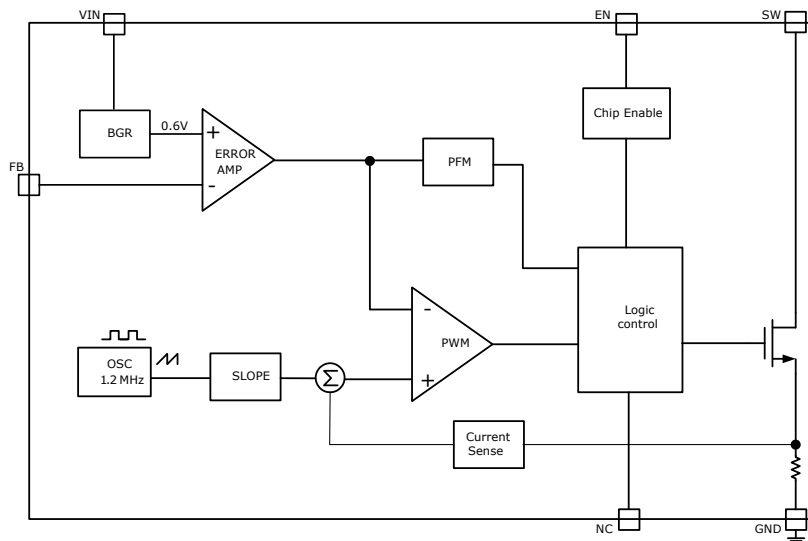 VIN
EN
SW
Chip Enable
BGR
0.6V
+
ERROR
AMP
-
FB
PFM
Logic
control
-
PWM
+
OSC
1.2 MHz
SLOPE
Σ
Current
Sense
NC
GND